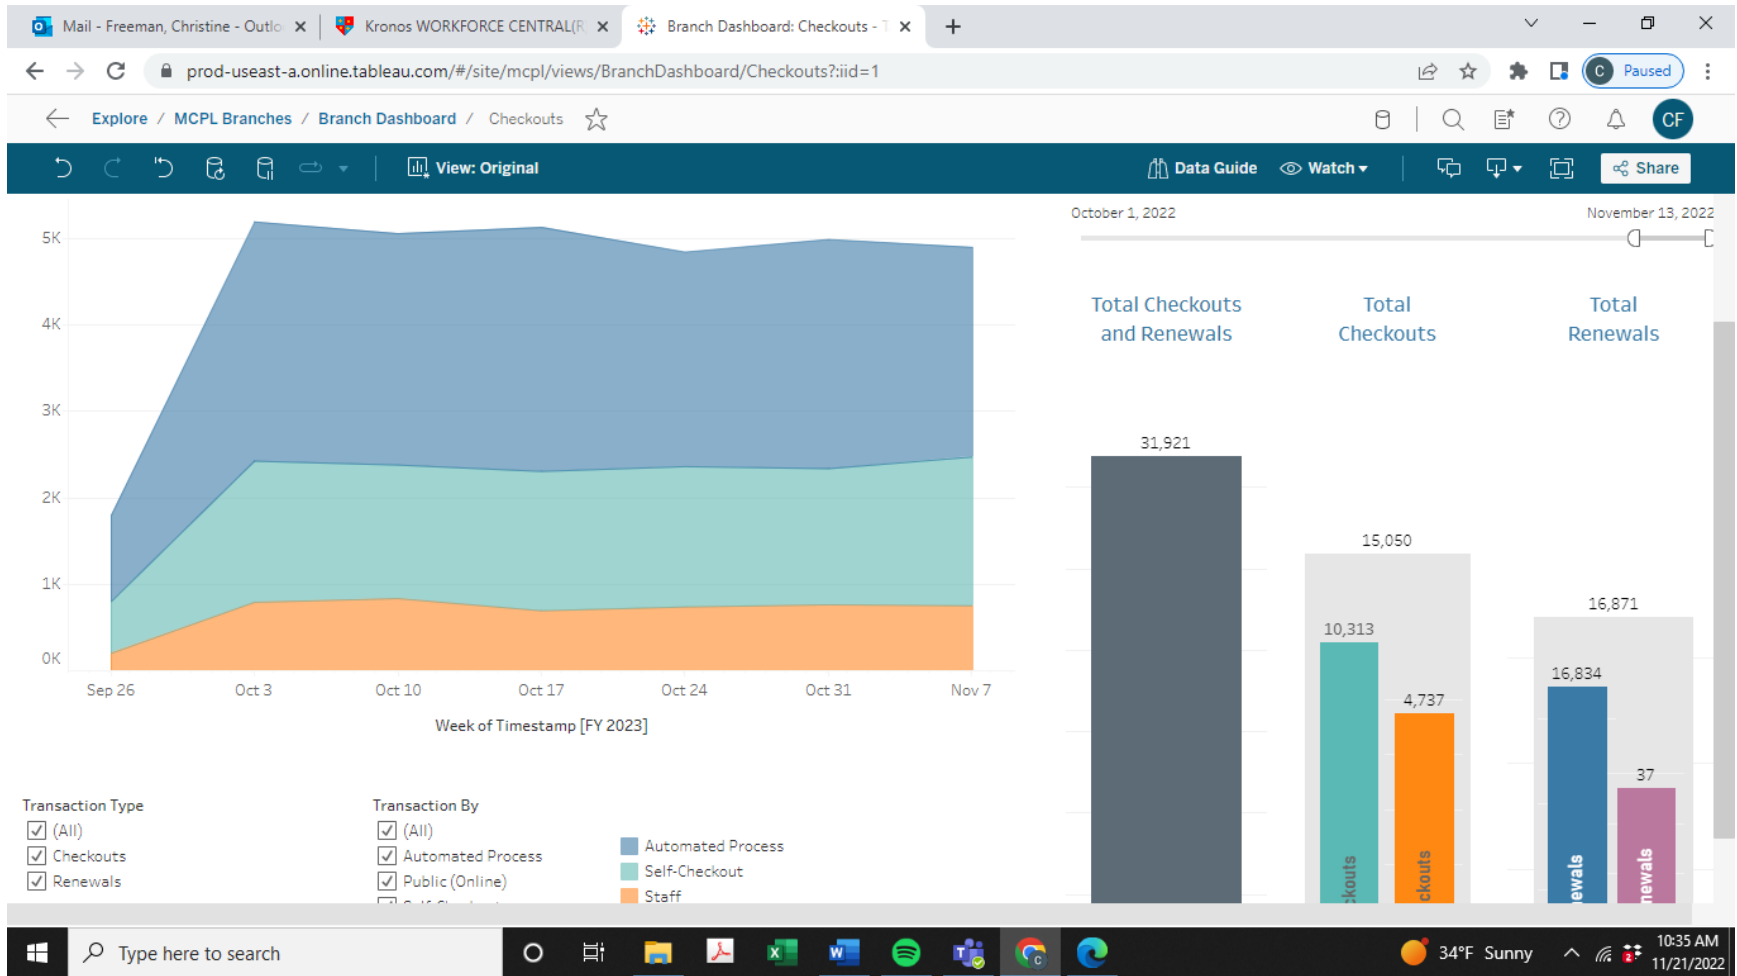 Mail - Freeman, Christine - Outlo
Kronos WORKFORCE CENTRAL(R
Branch Dashboard: Checkouts - T
prod-useast-a.online.tableau.com/#/site/mcpl/views/BranchDashboard/Checkouts?:iid=1
C Paused
Explore / MCPL Branches / Branch Dashboard / Checkouts
CF
View: Original
Data Guide
Watch
Share
October 1, 2022
November 13, 2022
5K
4K
3K
2K
1K
0K
Sep 26
Oct 3
Oct 10
Oct 17
Oct 24
Oct 31
Nov 7
Week of Timestamp [FY 2023]
Total Checkouts
and Renewals
Total
Checkouts
Total
Renewals
31,921
15,050
10,313
4,737
16,871
16,834
37
ckouts
ckouts
ewals
newals
Transaction Type
(All)
Checkouts
Renewals
Transaction By
(All)
Automated Process
Public (Online)
Automated Process
Self-Checkout
Staff
Type here to search
34°F Sunny
10:35 AM
11/21/2022